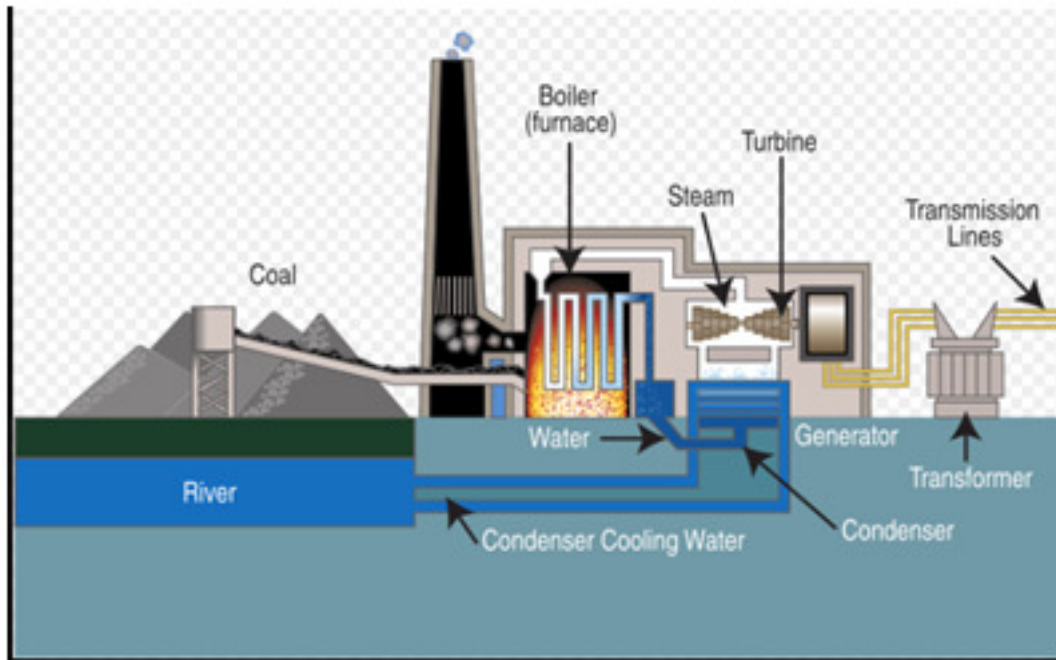 Boiler
(furnace)
Turbine
Steam
Transmission
Lines
Coal
Water
Generator
River
Transformer
Condenser
Condenser Cooling Water